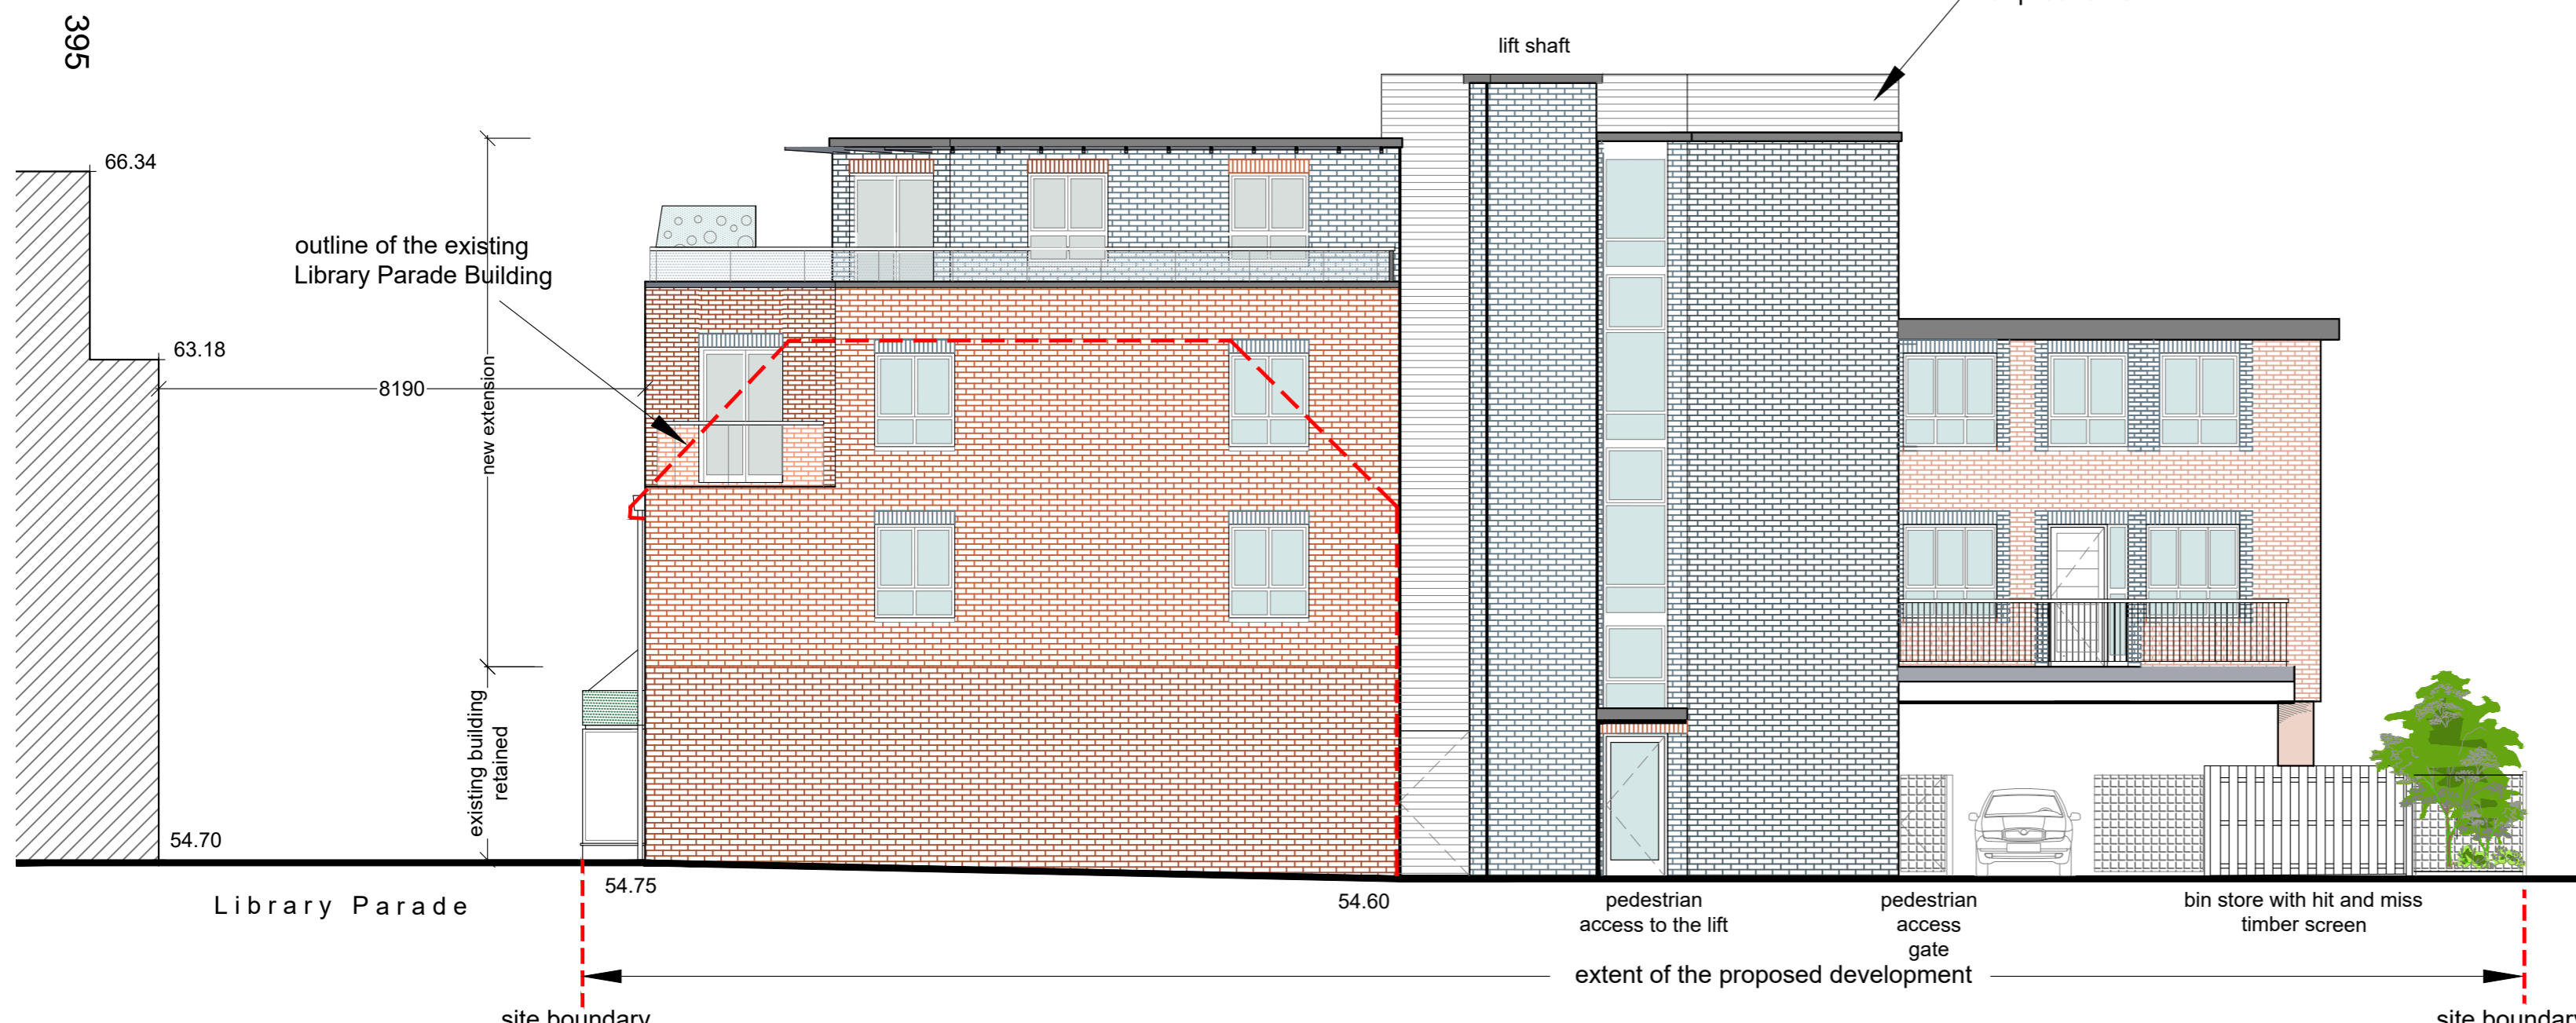 395
lift shaft
66.34
outline of the existing
Library Parade Building
63.18
8190
new extension
existing building
retained
54.70
54.75
Library Parade
54.60
pedestrian
access to the lift
pedestrian
access
gate
bin store with hit and miss
timber screen
extent of the proposed development
site boundary
site boundary